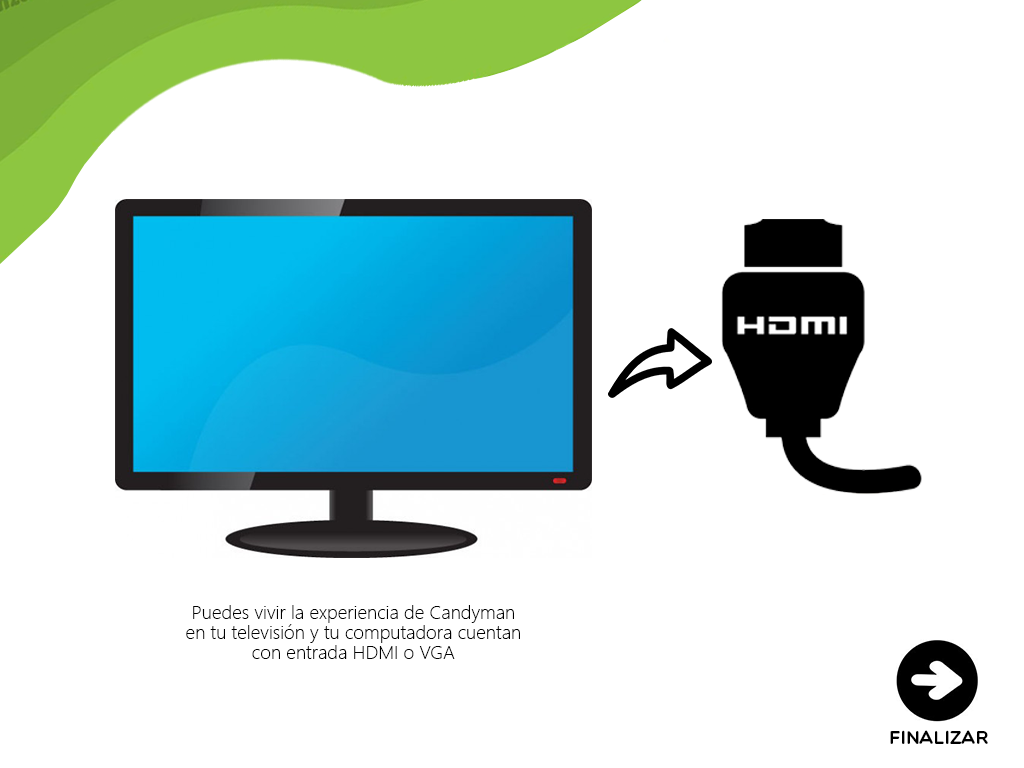 HDMI
Puedes vivir la experiencia de Candyman
en tu televisión y tu computadora cuentan
con entrada HDMI o VGA
FINALIZAR